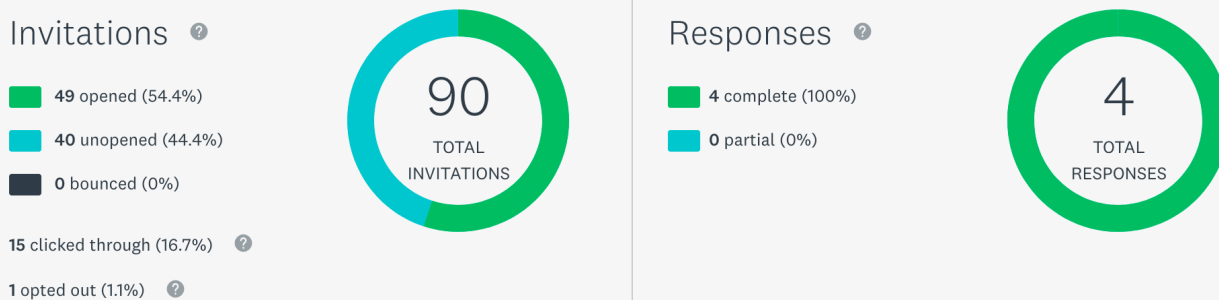 Invitations ?
49 opened (54.4%)
40 unopened (44.4%)
0 bounced (0%)
15 clicked through (16.7%) ?
1 opted out (1.1%) ?
90
TOTAL
INVITATIONS
Responses ?
4 complete (100%)
0 partial (0%)
4
TOTAL
RESPONSES